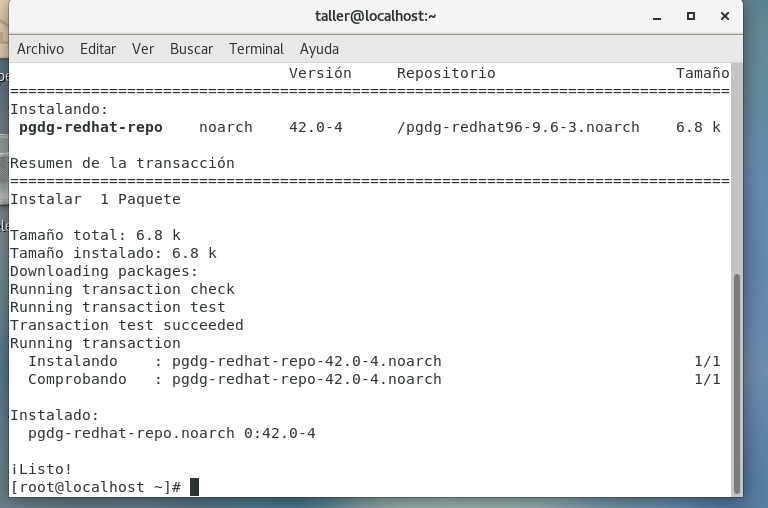 taller@localhost:~
Archivo Editar Ver Buscar Terminal Ayuda
Versión Repositorio Tamaño
================================================================================
Instalando:
pgdg-redhat-repo noarch 42.0-4 /pgdg-redhat96-9.6-3.noarch 6.8 k
Resumen de la transacción
================================================================================
Instalar 1 Paquete
Tamaño total: 6.8 k
Tamaño instalado: 6.8 k
Downloading packages:
Running transaction check
Running transaction test
Transaction test succeeded
Running transaction
Instalando : pgdg-redhat-repo-42.0-4.noarch 1/1
Comprobando : pgdg-redhat-repo-42.0-4.noarch 1/1
Instalado:
pgdg-redhat-repo.noarch 0:42.0-4
¡Listo!
[root@localhost ~]#